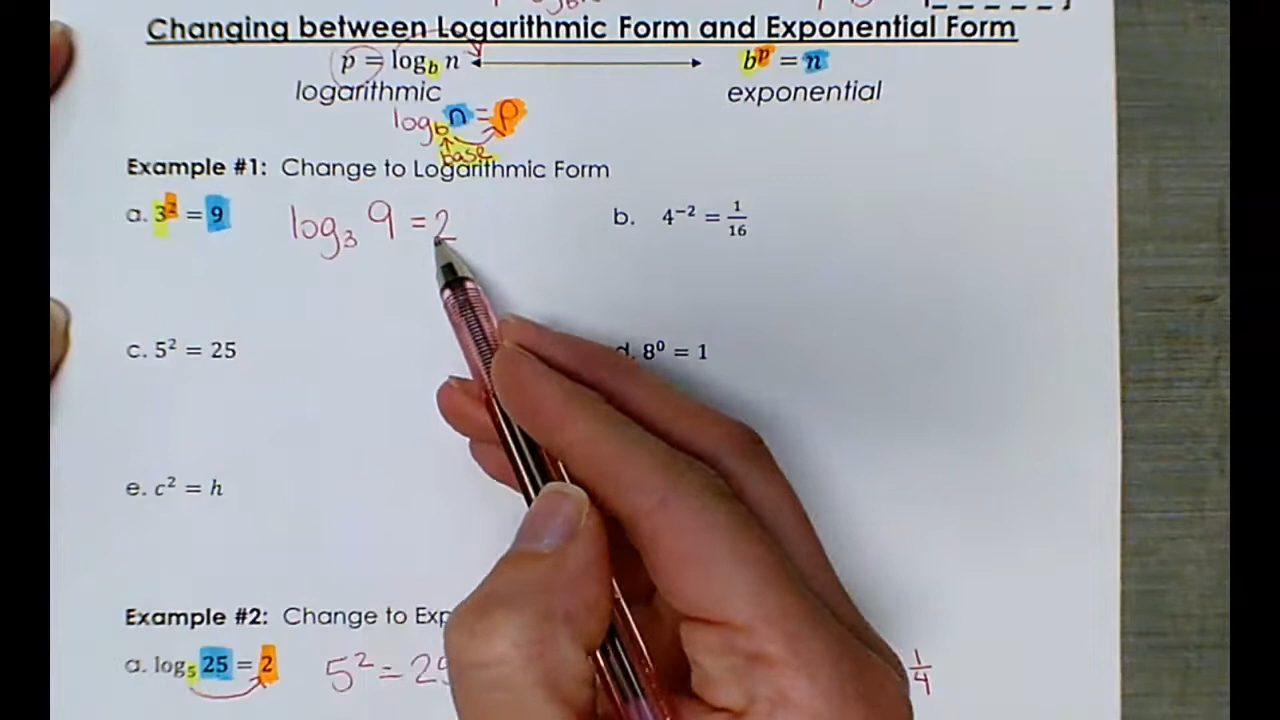 Changing between Logarithmic Form and Exponential Form
p = log_b n b^p = n
logarithmic exponential
log_b n = p
base
Example #1: Change to Logarithmic Form
a. 3² = 9 log₃ 9 = 2 b. 4⁻² = 1/16
c. 5² = 25 d. 8⁰ = 1
e. c² = h
Example #2: Change to
a. log₅ 25 = 2 5² = 25 1/4